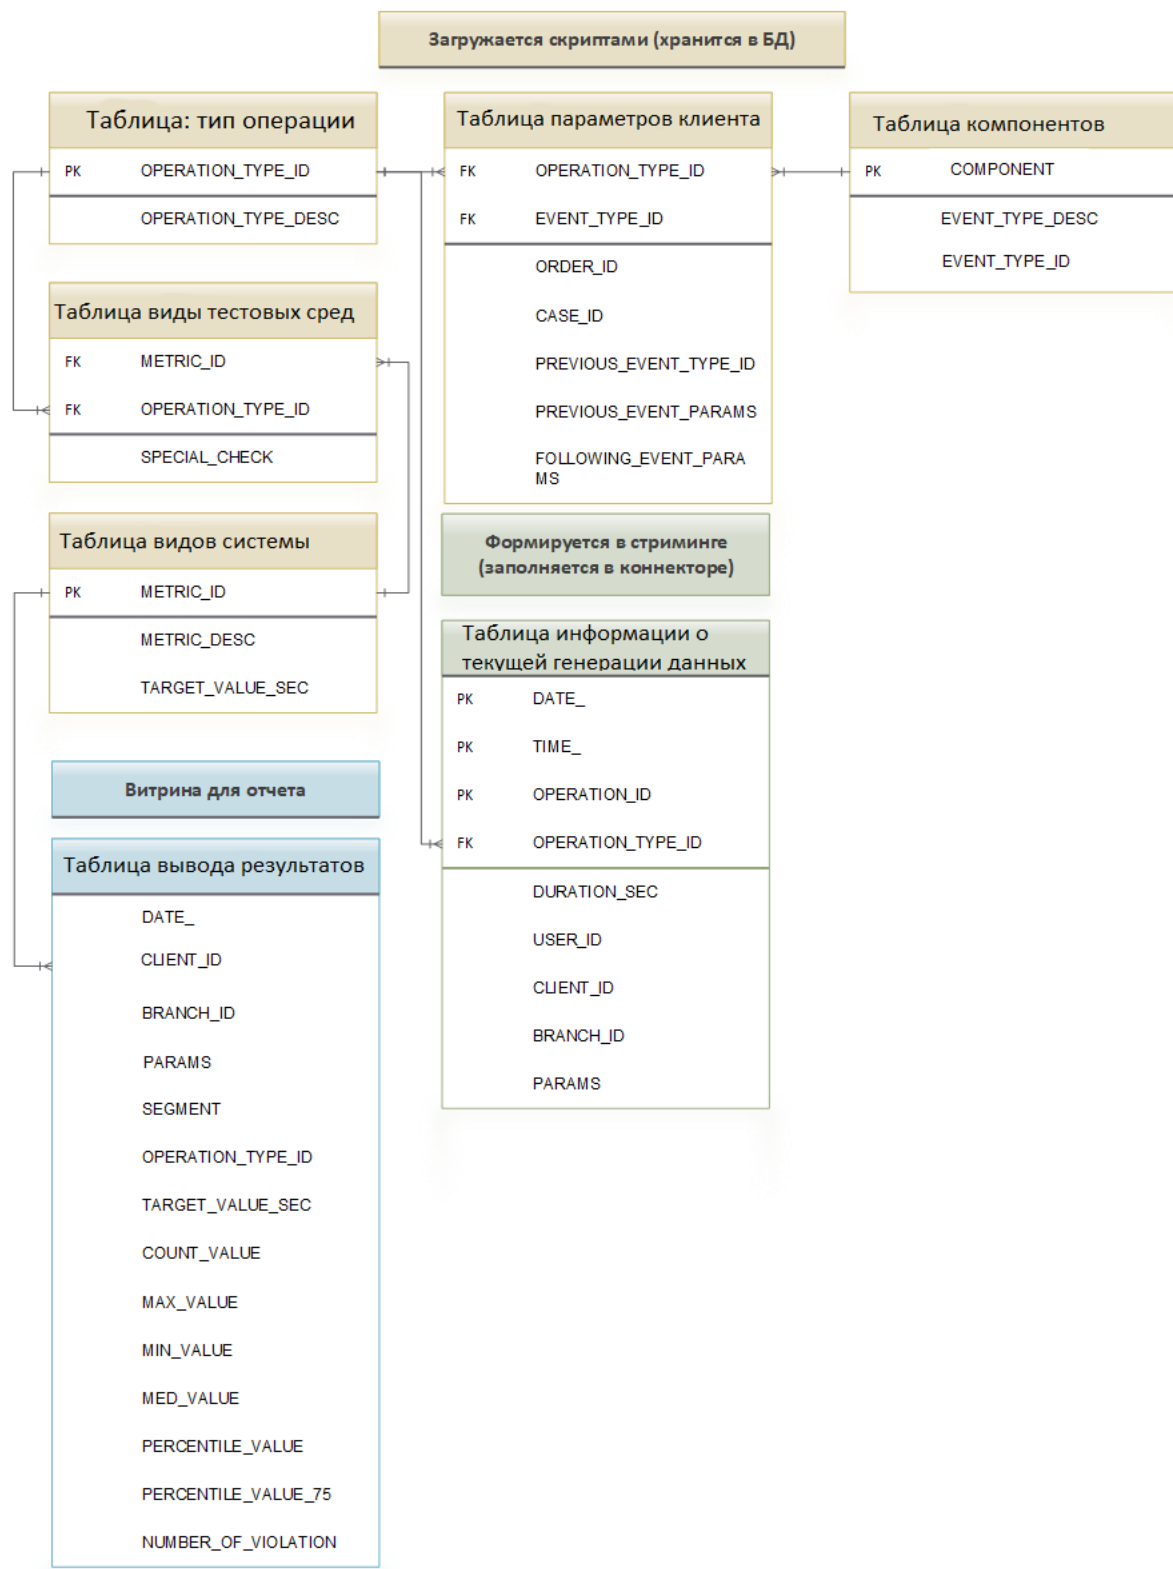 Загружается скриптами (хранится в БД)
Таблица: тип операции
PK OPERATION_TYPE_ID
OPERATION_TYPE_DESC
Таблица параметров клиента
FK OPERATION_TYPE_ID
FK EVENT_TYPE_ID
ORDER_ID
CASE_ID
PREVIOUS_EVENT_TYPE_ID
PREVIOUS_EVENT_PARAMS
FOLLOWING_EVENT_PARA
MS
Таблица компонентов
PK COMPONENT
EVENT_TYPE_DESC
EVENT_TYPE_ID
Таблица виды тестовых сред
FK METRIC_ID
FK OPERATION_TYPE_ID
SPECIAL_CHECK
Таблица видов системы
PK METRIC_ID
METRIC_DESC
TARGET_VALUE_SEC
Формируется в стриминге
(заполняется в коннекторе)
Таблица информации о
текущей генерации данных
PK DATE_
PK TIME_
PK OPERATION_ID
FK OPERATION_TYPE_ID
DURATION_SEC
USER_ID
CLIENT_ID
BRANCH_ID
PARAMS
Витрина для отчета
Таблица вывода результатов
DATE_
CLIENT_ID
BRANCH_ID
PARAMS
SEGMENT
OPERATION_TYPE_ID
TARGET_VALUE_SEC
COUNT_VALUE
MAX_VALUE
MIN_VALUE
MED_VALUE
PERCENTILE_VALUE
PERCENTILE_VALUE_75
NUMBER_OF_VIOLATION